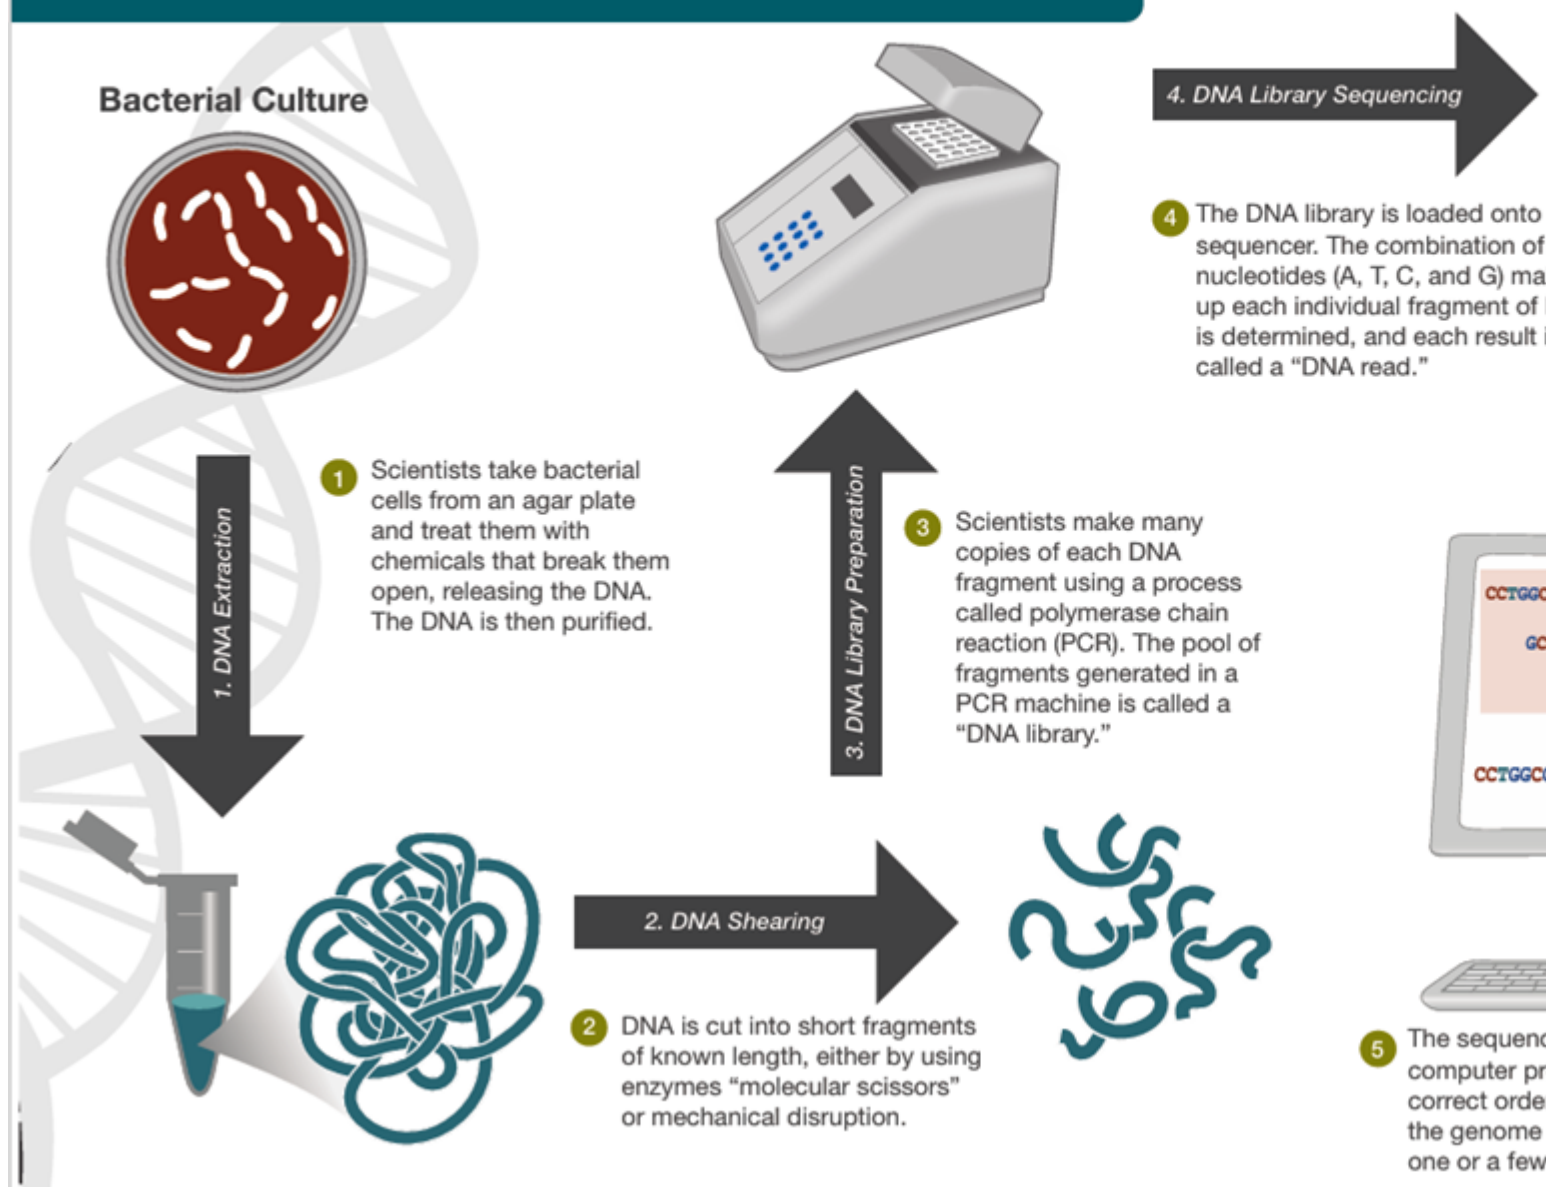 Bacterial Culture
1. DNA Extraction
1
Scientists take bacterial
cells from an agar plate
and treat them with
chemicals that break them
open, releasing the DNA.
The DNA is then purified.
2. DNA Shearing
2
DNA is cut into short fragments
of known length, either by using
enzymes “molecular scissors”
or mechanical disruption.
3. DNA Library Preparation
3
Scientists make many
copies of each DNA
fragment using a process
called polymerase chain
reaction (PCR). The pool of
fragments generated in a
PCR machine is called a
“DNA library.”
4. DNA Library Sequencing
4
The DNA library is loaded onto
sequencer. The combination of
nucleotides (A, T, C, and G)
up each individual fragment of
is determined, and each result
called a “DNA read.”
CCTGGC
GC
CCTGGC
5
The
computer
correct
the genome
one or a few